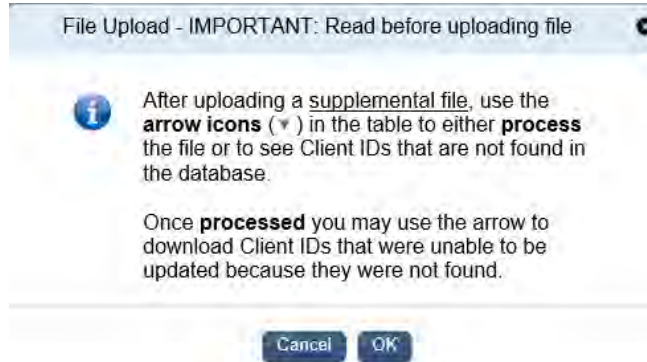 File Upload - IMPORTANT: Read before uploading file
After uploading a supplemental file, use the
arrow icons (▼) in the table to either process
the file or to see Client IDs that are not found in
the database.
Once processed you may use the arrow to
download Client IDs that were unable to be
updated because they were not found.
Cancel OK